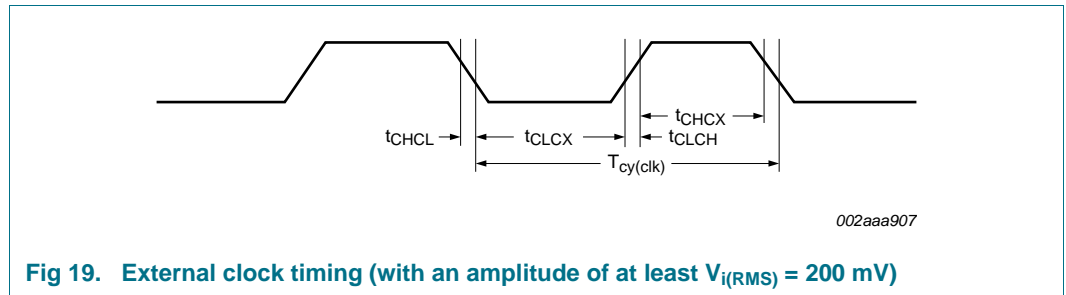 tCHCX
tCHCL tCLCX tCLCH
Tcy(clk)
002aaa907
Fig 19. External clock timing (with an amplitude of at least Vi(RMS) = 200 mV)